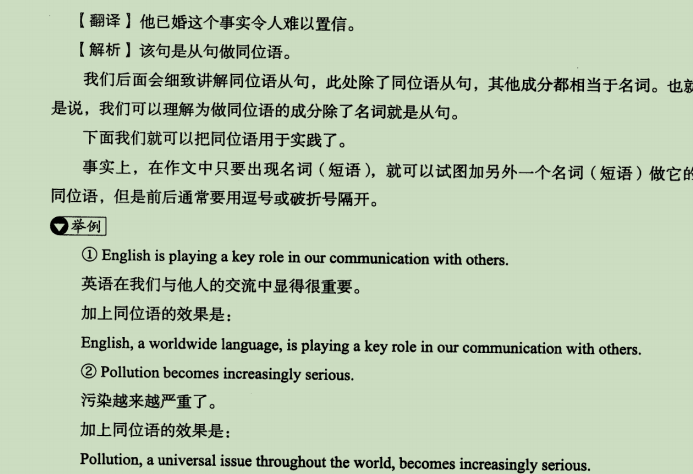 【翻译】他已婚这个事实令人难以置信。
【解析】该句是从句做同位语。
我们后面会细致讲解同位语从句，此处除了同位语从句，其他成分都相当于名词。也就
是说，我们可以理解为做同位语的成分除了名词就是从句。
下面我们就可以把同位语用于实践了。
事实上，在作文中只要出现名词（短语），就可以试图加另外一个名词（短语）做它的
同位语，但是前后通常要用逗号或破折号隔开。
举例
① English is playing a key role in our communication with others.
英语在我们与他人的交流中显得很重要。
加上同位语的效果是：
English, a worldwide language, is playing a key role in our communication with others.
② Pollution becomes increasingly serious.
污染越来越严重了。
加上同位语的效果是：
Pollution, a universal issue throughout the world, becomes increasingly serious.